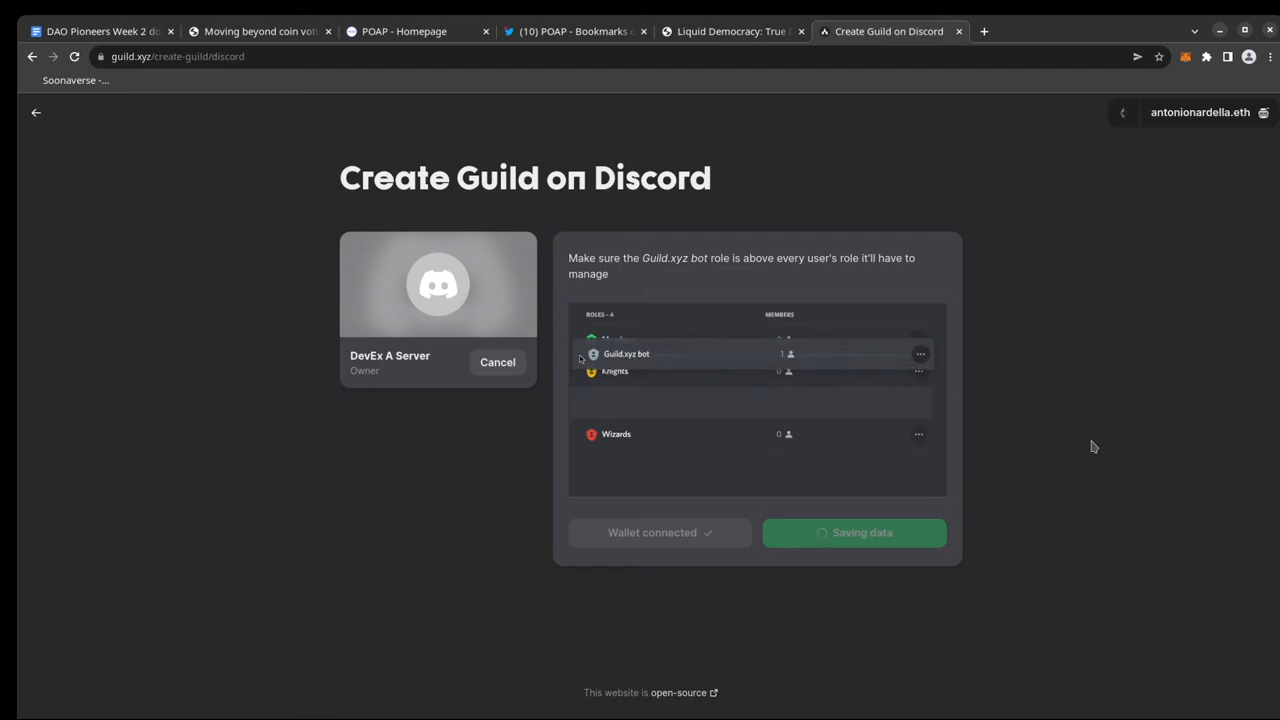 DAO Pioneers Week 2 do
Moving beyond coin voti
POAP - Homepage
(10) POAP - Bookmarks o
Liquid Democracy: True D
Create Guild on Discord
guild.xyz/create-guild/discord
Soonaverse -...
antonionardella.eth
Create Guild on Discord
DevEx A Server
Owner
Cancel
Make sure the Guild.xyz bot role is above every user's role it'll have to
manage
ROLES - 4
MEMBERS
Guild.xyz bot
1
Knights
0
Wizards
0
Wallet connected
Saving data
This website is open-source